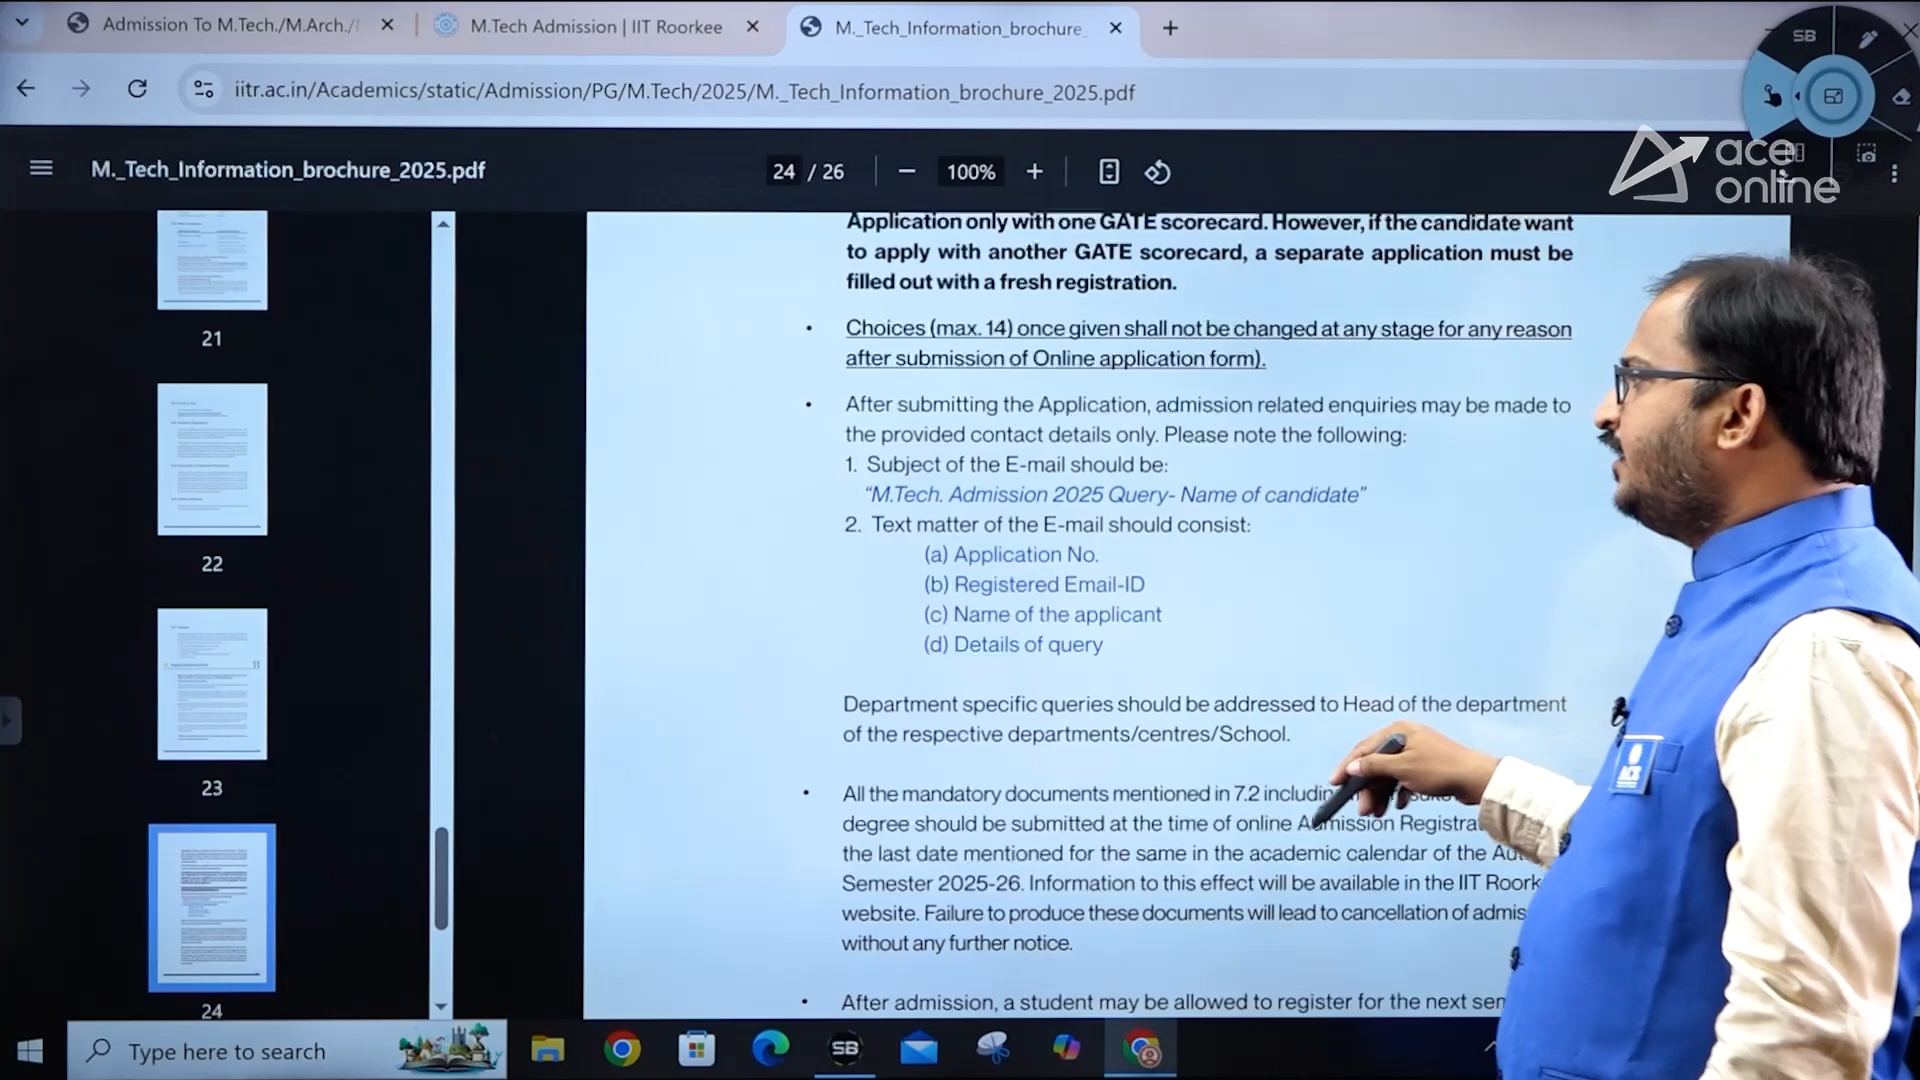 Admission To M.Tech./M.Arch./
M.Tech Admission | IIT Roorkee
M._Tech_Information_brochure_
SB
iitr.ac.in/Academics/static/Admission/PG/M.Tech/2025/M._Tech_Information_brochure_2025.pdf
ace online
M._Tech_Information_brochure_2025.pdf
24 / 26
100%
21
22
23
24
Application only with one GATE scorecard. However, if the candidate want
to apply with another GATE scorecard, a separate application must be
filled out with a fresh registration.
• Choices (max. 14) once given shall not be changed at any stage for any reason
after submission of Online application form).
• After submitting the Application, admission related enquiries may be made to
the provided contact details only. Please note the following:
1. Subject of the E-mail should be:
“M.Tech. Admission 2025 Query- Name of candidate”
2. Text matter of the E-mail should consist:
(a) Application No.
(b) Registered Email-ID
(c) Name of the applicant
(d) Details of query
Department specific queries should be addressed to Head of the department
of the respective departments/centres/School.
• All the mandatory documents mentioned in 7.2
degree should be submitted at the time of online Admission
the last date mentioned for the same in the academic calendar of the
Semester 2025-26. Information to this effect will be available in the IIT
website. Failure to produce these documents will lead to cancellation of
without any further notice.
• After admission, a student may be allowed to register for the next
ACE
Type here to search
SB